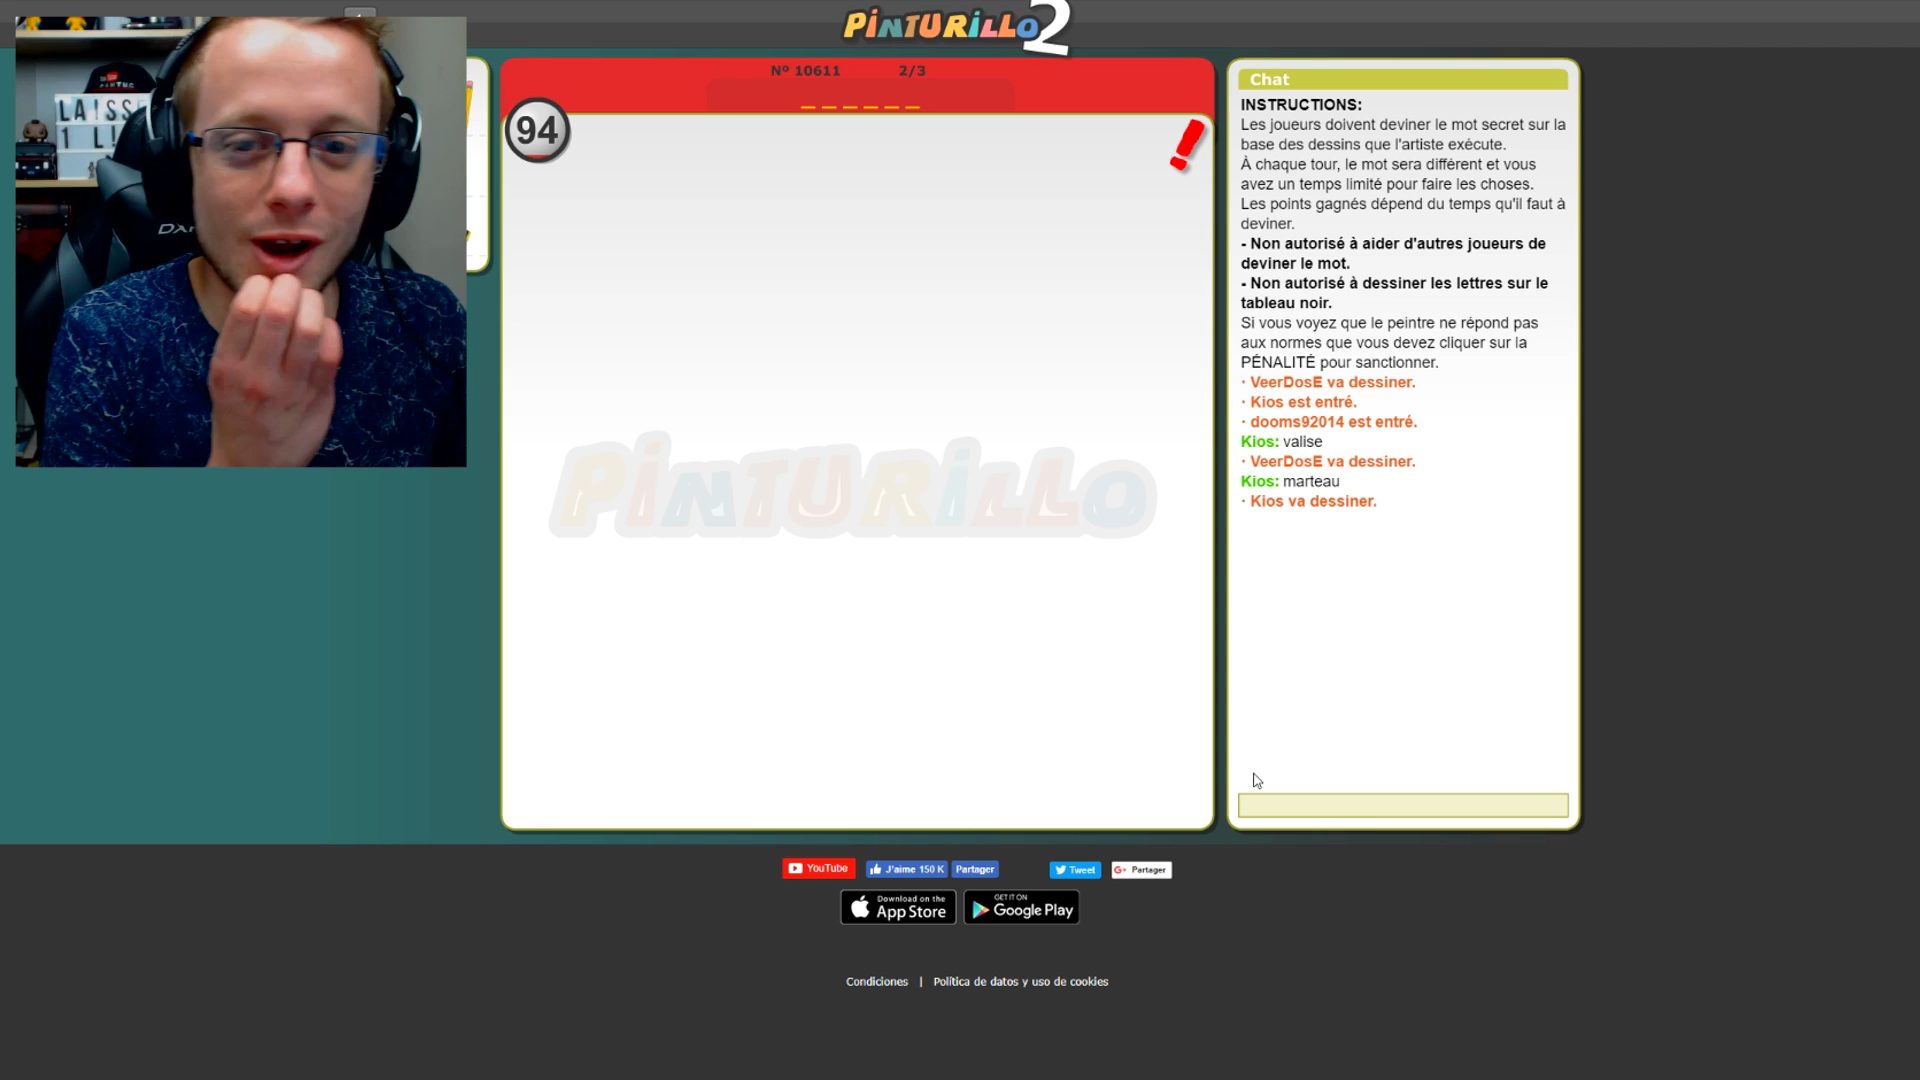 PiNTURiLLO2
LAISS
1 LI
Nº 10611 2/3
94
Chat
INSTRUCTIONS:
Les joueurs doivent deviner le mot secret sur la
base des dessins que l'artiste exécute.
À chaque tour, le mot sera différent et vous
avez un temps limité pour faire les choses.
Les points gagnés dépend du temps qu'il faut à
deviner.
- Non autorisé à aider d'autres joueurs de
deviner le mot.
- Non autorisé à dessiner les lettres sur le
tableau noir.
Si vous voyez que le peintre ne répond pas
aux normes que vous devez cliquer sur la
PÉNALITÉ pour sanctionner.
· VeerDosE va dessiner.
· Kios est entré.
· dooms92014 est entré.
Kios: valise
· VeerDosE va dessiner.
Kios: marteau
· Kios va dessiner.
PiNTURiLLO
YouTube J'aime 150 K Partager Tweet G+ Partager
Download on the App Store GET IT ON Google Play
Condiciones | Política de datos y uso de cookies